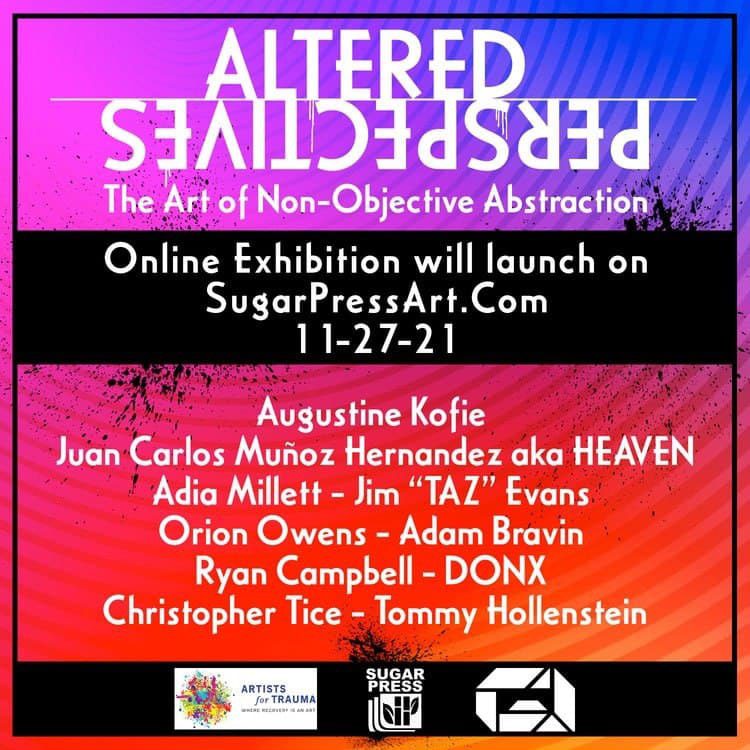 ALTERED
PERSPECTIVES
The Art of Non-Objective Abstraction
Online Exhibition will launch on
SugarPressArt.Com
11-27-21
Augustine Kofie
Juan Carlos Muñoz Hernandez aka HEAVEN
Adia Millett - Jim “TAZ” Evans
Orion Owens - Adam Bravin
Ryan Campbell - DONX
Christopher Tice - Tommy Hollenstein
ARTISTS
for TRAUMA
WHERE RECOVERY IS AN ART
SUGAR
PRESS